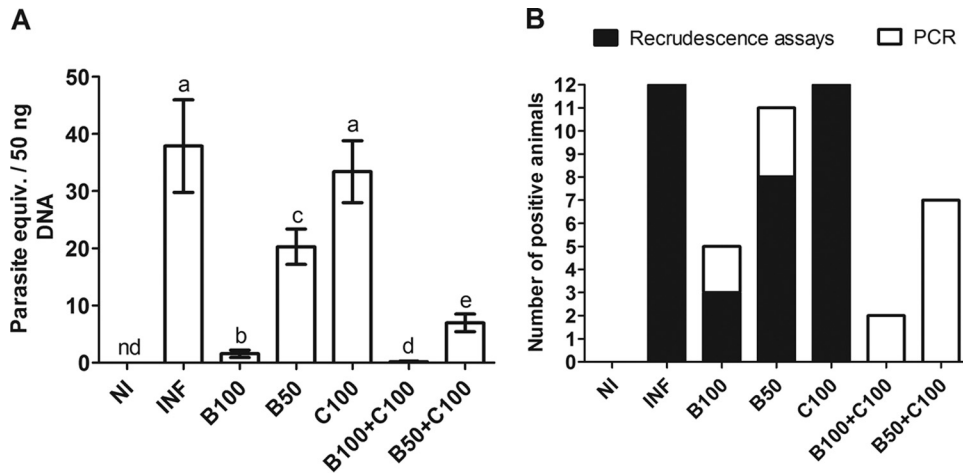 A
Parasite equiv. / 50 ng
DNA
50
40
30
20
10
0
nd
a
b
c
a
d
e
NI
INF
B100
B50
C100
B100+C100
B50+C100
B
Recrudescence assays
PCR
Number of positive animals
12
11
10
9
8
7
6
5
4
3
2
1
0
NI
INF
B100
B50
C100
B100+C100
B50+C100